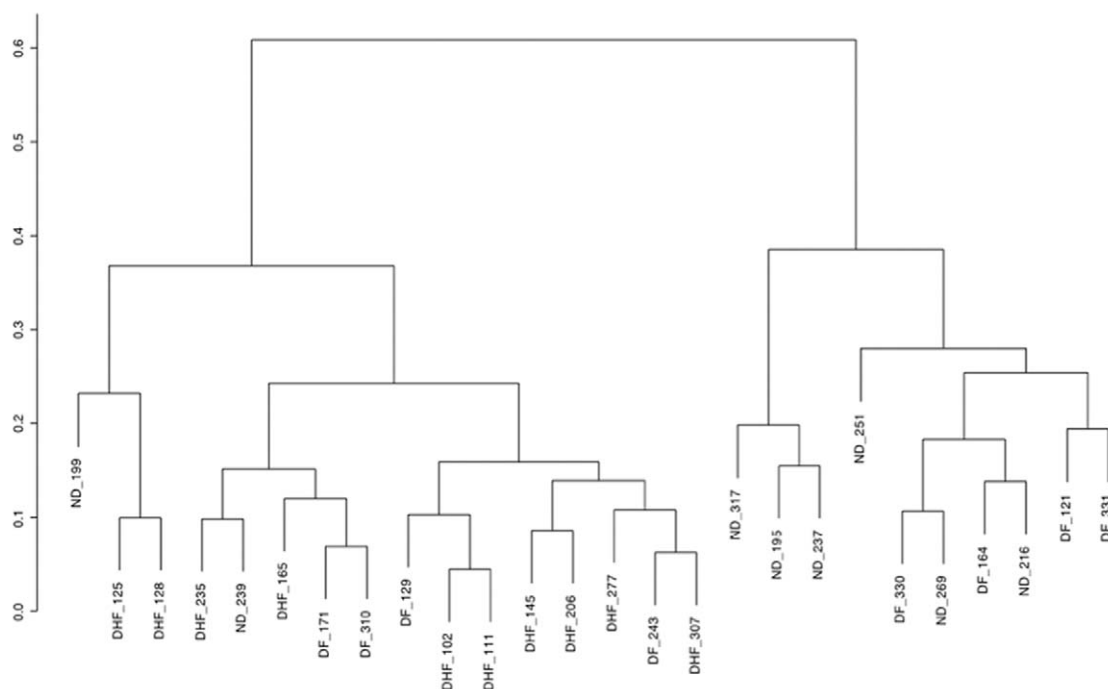 0.6
0.5
0.4
0.3
0.2
0.1
0.0
ND_199
DHF_125
DHF_128
DHF_235
ND_239
DHF_165
DF_171
DF_310
DF_129
DHF_102
DHF_111
DHF_145
DHF_206
DHF_277
DF_243
DHF_307
ND_317
ND_195
ND_237
ND_251
DF_330
ND_269
DF_164
ND_216
DF_121
DF_331